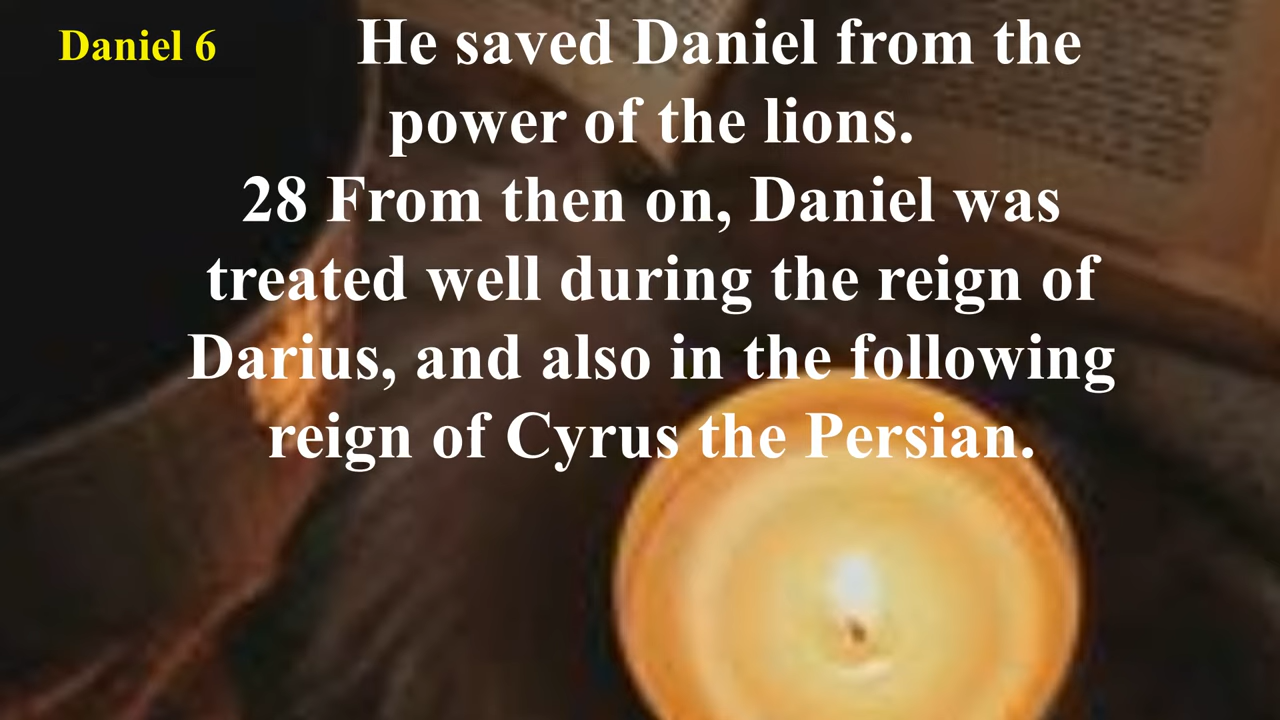 Daniel 6
He saved Daniel from the
power of the lions.
28 From then on, Daniel was
treated well during the reign of
Darius, and also in the following
reign of Cyrus the Persian.